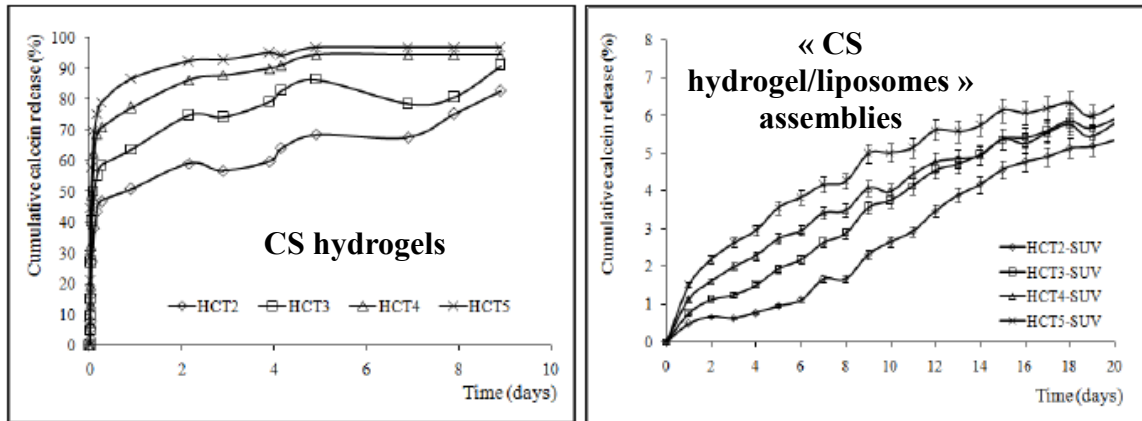 Cumulative calcein release (%)
100
90
80
70
60
50
40
30
20
10
0
CS hydrogels
HCT2 HCT3 HCT4 HCT5
0 2 4 6 8 10
Time (days)
Cumulative calcein release (%)
8
7
6
5
4
3
2
1
0
« CS
hydrogel/liposomes »
assemblies
HCT2-SUV
HCT3-SUV
HCT4-SUV
HCT5-SUV
0 2 4 6 8 10 12 14 16 18 20
Time (days)